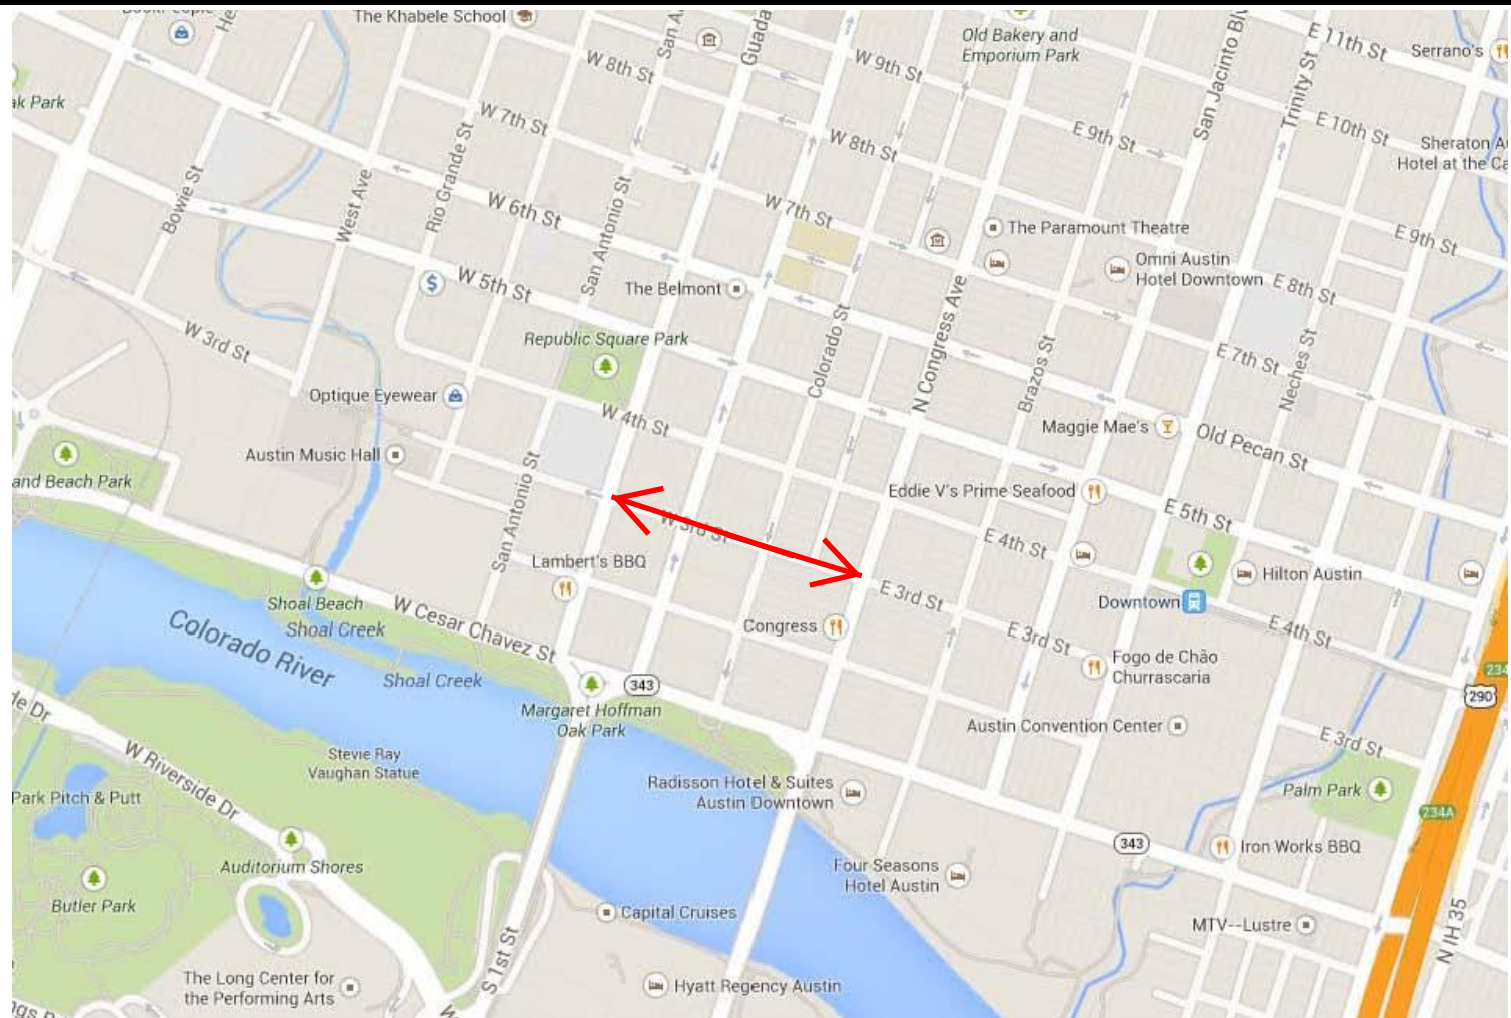 The Khabele School
San A
Guada
Old Bakery and
Emporium Park
San Jacinto Blv
Trinity St
E 11th St
Serrano's
W 8th St
W 9th St
ak Park
W 7th St
Rio Grande St
W 8th St
E 9th St
E 10th St
Sheraton Au
Hotel at the Ca
Bowie St
West Ave
W 6th St
San Antonio St
W 7th St
The Paramount Theatre
E 9th St
Omni Austin
Hotel Downtown
E 8th St
$
W 5th St
The Belmont
W 3rd St
Republic Square Park
Colorado St
N Congress Ave
Brazos St
E 7th St
Neches St
Optique Eyewear
W 4th St
Maggie Mae's
Old Pecan St
Austin Music Hall
and Beach Park
San Antonio St
Eddie V's Prime Seafood
E 5th St
W 3rd St
E 4th St
Lambert's BBQ
Hilton Austin
Shoal Beach
W Cesar Chavez St
E 3rd St
Downtown
Colorado River
Shoal Creek
Congress
E 3rd St
E 4th St
Fogo de Chão
Churrascaria
234
Shoal Creek
343
290
le Dr
Margaret Hoffman
Oak Park
Austin Convention Center
E 3rd St
W Riverside Dr
Stevie Ray
Vaughan Statue
Radisson Hotel & Suites
Austin Downtown
Park Pitch & Putt
Palm Park
234A
343
Iron Works BBQ
Auditorium Shores
Four Seasons
Hotel Austin
Butler Park
Capital Cruises
MTV--Lustre
N IH 35
S 1st St
The Long Center for
the Performing Arts
Hyatt Regency Austin
W